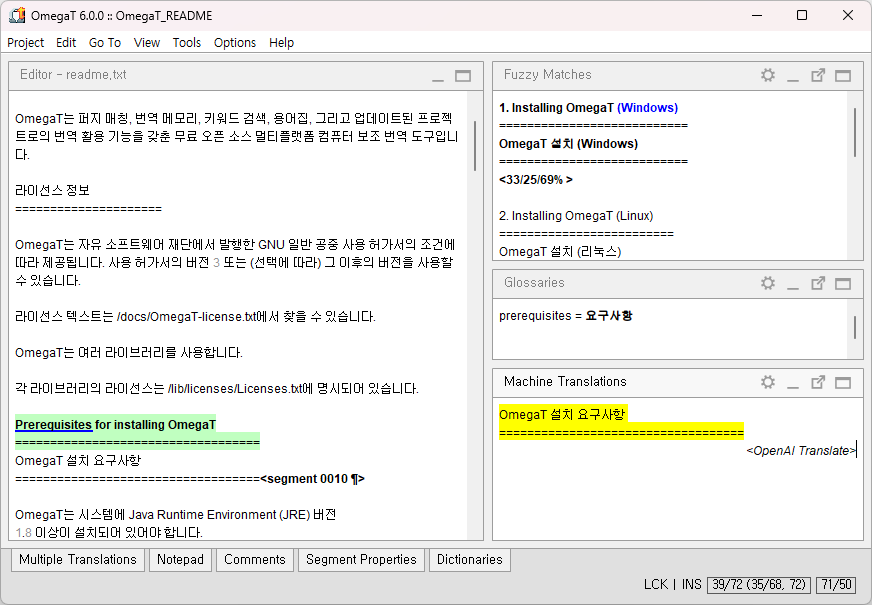 OmegaT 6.0.0 :: OmegaT_README
Project Edit Go To View Tools Options Help
Editor - readme.txt
OmegaT는 퍼지 매칭, 번역 메모리, 키워드 검색, 용어집, 그리고 업데이트된 프로젝
트로의 번역 활용 기능을 갖춘 무료 오픈 소스 멀티플랫폼 컴퓨터 보조 번역 도구입니
다.
라이선스 정보
=====================
OmegaT는 자유 소프트웨어 재단에서 발행한 GNU 일반 공중 사용 허가서의 조건에
따라 제공됩니다. 사용 허가서의 버전 3 또는 (선택에 따라) 그 이후의 버전을 사용할
수 있습니다.
라이선스 텍스트는 /docs/OmegaT-license.txt에서 찾을 수 있습니다.
OmegaT는 여러 라이브러리를 사용합니다.
각 라이브러리의 라이선스는 /lib/licenses/Licenses.txt에 명시되어 있습니다.
Prerequisites for installing OmegaT
===================================
OmegaT 설치 요구사항
===================================<segment 0010 ¶>
OmegaT는 시스템에 Java Runtime Environment (JRE) 버전
1.8 이상이 설치되어 있어야 합니다.
Fuzzy Matches
1. Installing OmegaT (Windows)
===========================
OmegaT 설치 (Windows)
===========================
<33/25/69% >
2. Installing OmegaT (Linux)
=========================
OmegaT 설치 (리눅스)
Glossaries
prerequisites = 요구사항
Machine Translations
OmegaT 설치 요구사항
===================================
<OpenAI Translate>
Multiple Translations Notepad Comments Segment Properties Dictionaries
LCK | INS 39/72 (35/68, 72) 71/50